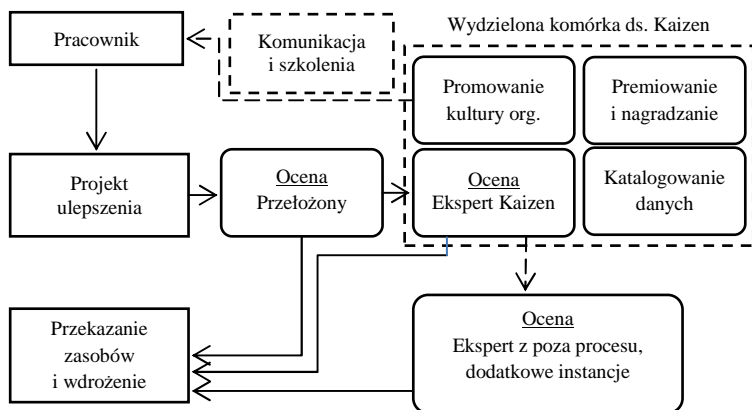 Wydzielona komórka ds. Kaizen
Pracownik
Komunikacja
i szkolenia
Promowanie
kultury org.
Premiowanie
i nagradzanie
Projekt
ulepszenia
Ocena
Przełożony
Ocena
Ekspert Kaizen
Katalogowanie
danych
Przekazanie
zasobów
i wdrożenie
Ocena
Ekspert z poza procesu,
dodatkowe instancje